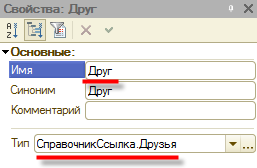 Свойства: Друг
Основные:
Имя Друг
Синоним Друг
Комментарий
Тип СправочникСсылка.Друзья ...